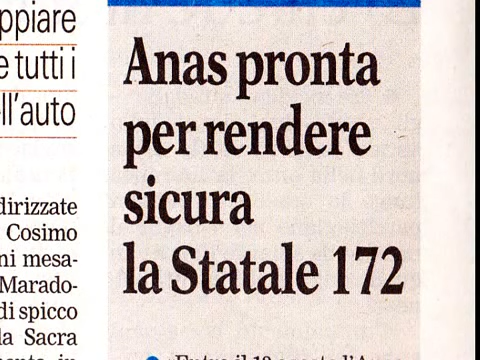 ppiare
e tutti i
ll'auto
dirizzate
Cosimo
ni mesa-
Marado-
di spicco
la Sacra
in
Anas pronta
per rendere
sicura
la Statale 172